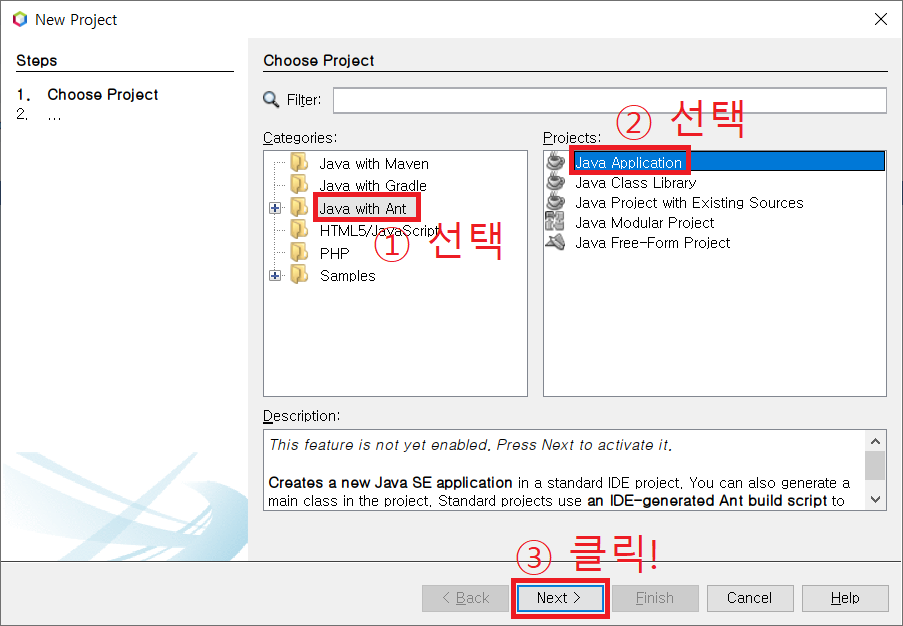 New Project
Steps
1. Choose Project
2. ...
Choose Project
Filter:
② 선택
Categories:
Java with Maven
Java with Gradle
Java with Ant
HTML5/JavaScript
PHP
Samples
① 선택
Projects:
Java Application
Java Class Library
Java Project with Existing Sources
Java Modular Project
Java Free-Form Project
Description:
This feature is not yet enabled. Press Next to activate it.
Creates a new Java SE application in a standard IDE project. You can also generate a
main class in the project. Standard projects use an IDE-generated Ant build script to
③ 클릭!
< Back
Next >
Finish
Cancel
Help